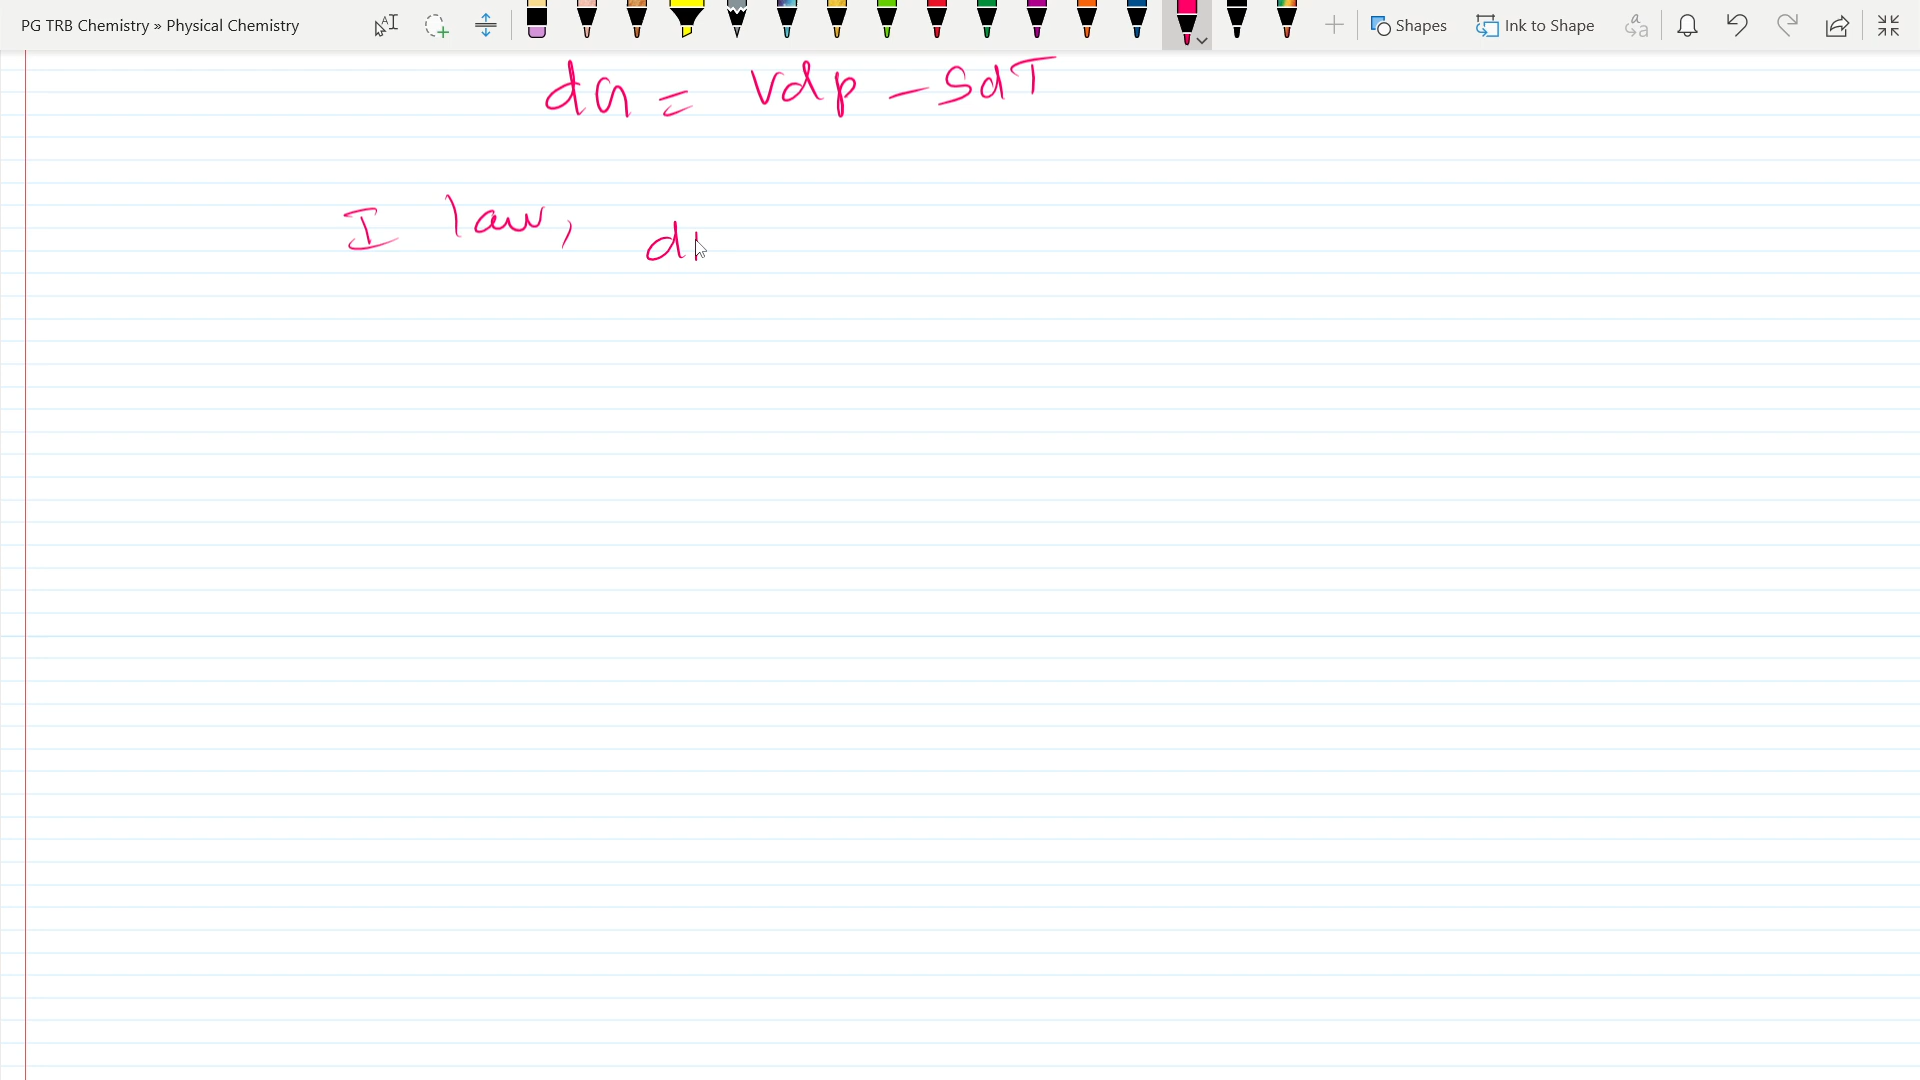 PG TRB Chemistry » Physical Chemistry Shapes Ink to Shape
dG = Vdp - SdT
I law, d